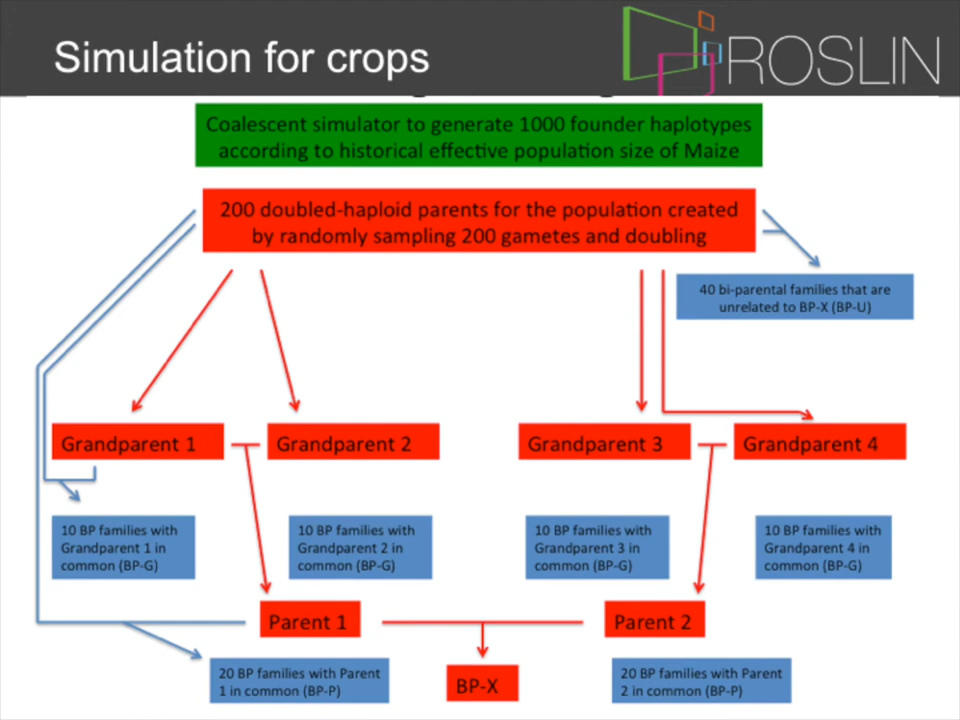 Simulation for crops
ROSLIN
Coalescent simulator to generate 1000 founder haplotypes
according to historical effective population size of Maize
200 doubled-haploid parents for the population created
by randomly sampling 200 gametes and doubling
40 bi-parental families that are
unrelated to BP-X (BP-U)
Grandparent 1
Grandparent 2
Grandparent 3
Grandparent 4
10 BP families with
Grandparent 1 in
common (BP-G)
10 BP families with
Grandparent 2 in
common (BP-G)
10 BP families with
Grandparent 3 in
common (BP-G)
10 BP families with
Grandparent 4 in
common (BP-G)
Parent 1
Parent 2
20 BP families with Parent
1 in common (BP-P)
BP-X
20 BP families with Parent
2 in common (BP-P)